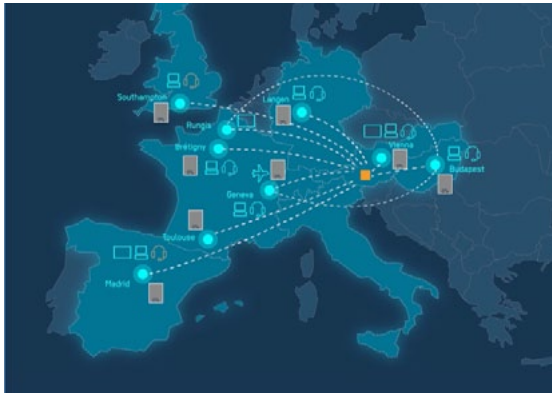 Southampton
Langen
Rungis
Brétigny
Vienna
Budapest
Geneva
Toulouse
Madrid